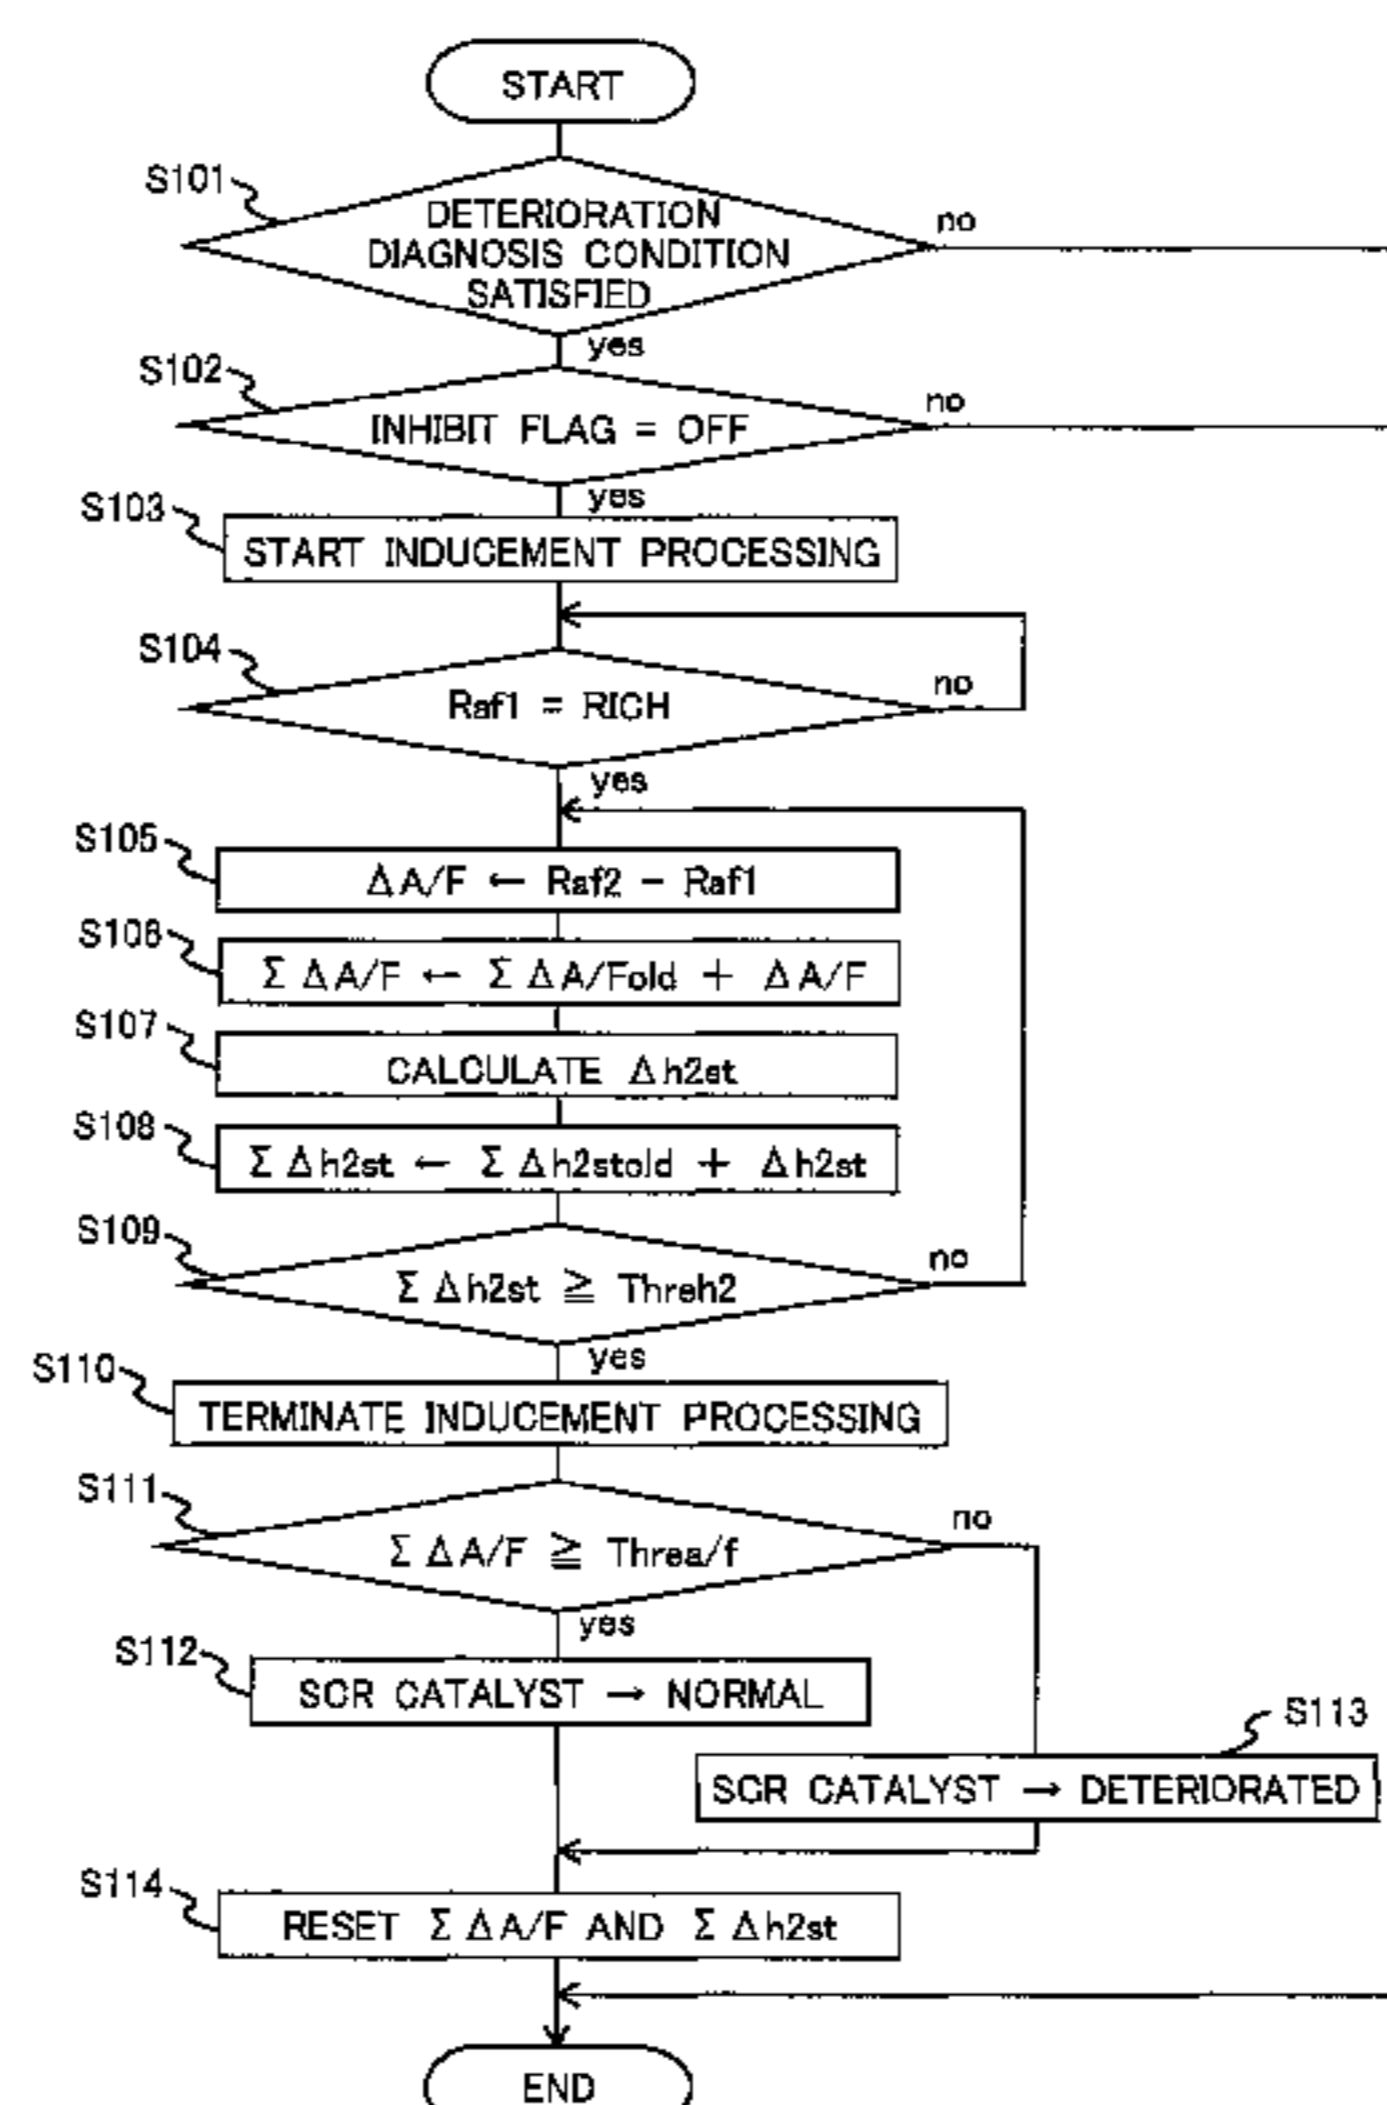 START
S101
DETERIORATION
DIAGNOSIS CONDITION
SATISFIED
no
yes
S102
INHIBIT FLAG = OFF
no
yes
S103
START INDUCEMENT PROCESSING
S104
Raf1 = RICH
no
yes
S105
ΔA/F ← Raf2 - Raf1
S106
Σ ΔA/F ← Σ ΔA/Fold + ΔA/F
S107
CALCULATE Δh2st
S108
Σ Δh2st ← Σ Δh2stold + Δh2st
S109
Σ Δh2st ≧ Threh2
no
yes
S110
TERMINATE INDUCEMENT PROCESSING
S111
Σ ΔA/F ≧ Threa/f
no
yes
S112
SCR CATALYST → NORMAL
S113
SCR CATALYST → DETERIORATED
S114
RESET Σ ΔA/F AND Σ Δh2st
END